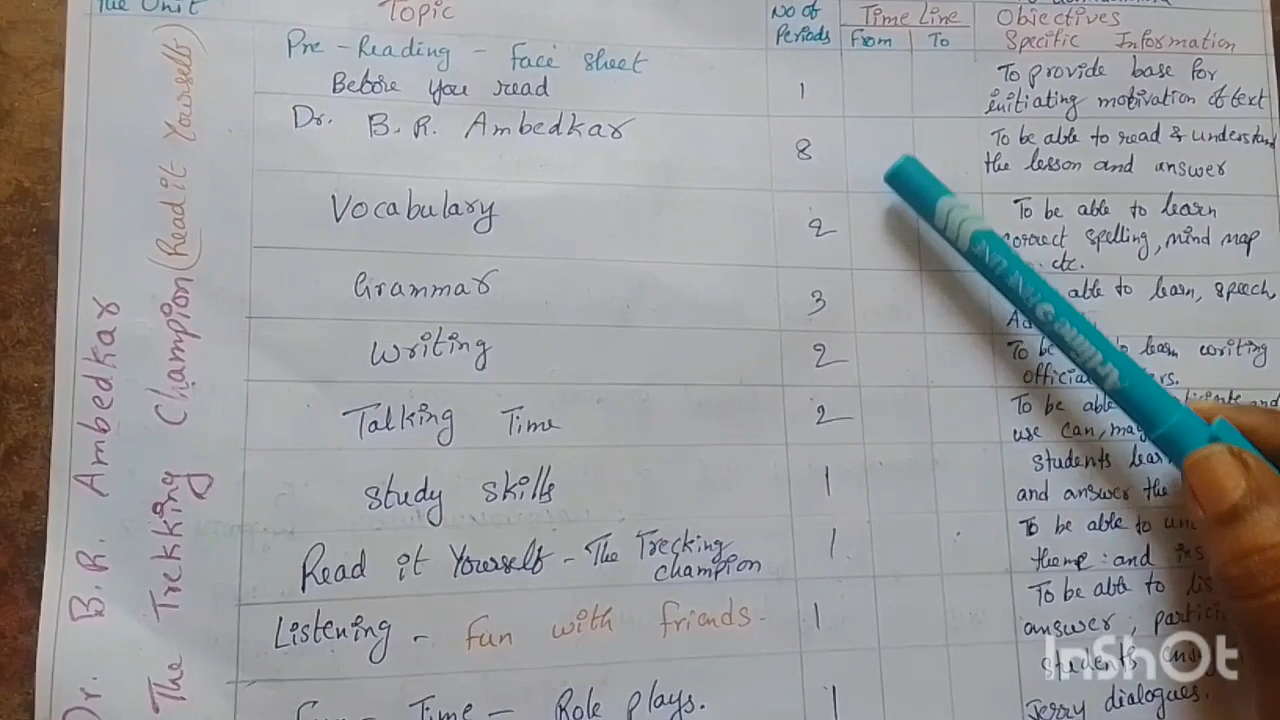 The Unit
Topic
No of Periods
Time Line
From To
Objectives
Specific Information
Dr. B.R. Ambedkar
The Trekking Champion (Read it Yourself)
Pre-Reading - Face sheet
Before you read
1
To provide base for
initiating motivation of text
Dr. B.R. Ambedkar
8
To be able to read & understand
the lesson and answer
Vocabulary
2
To be able to learn
correct spelling, mind map
etc.
Grammar
3
able to learn, speech,
Writing
2
To be learn writing
Talking Time
2
To be able and
use can,
Study skills
1
students
and answer the
Read it Yourself - The Trecking
champion
1
To be able to
theme and
Listening - Fun with friends.
1
To be able to
answer,
Time - Role plays.
1
students
Jerry dialogues.
InShOt